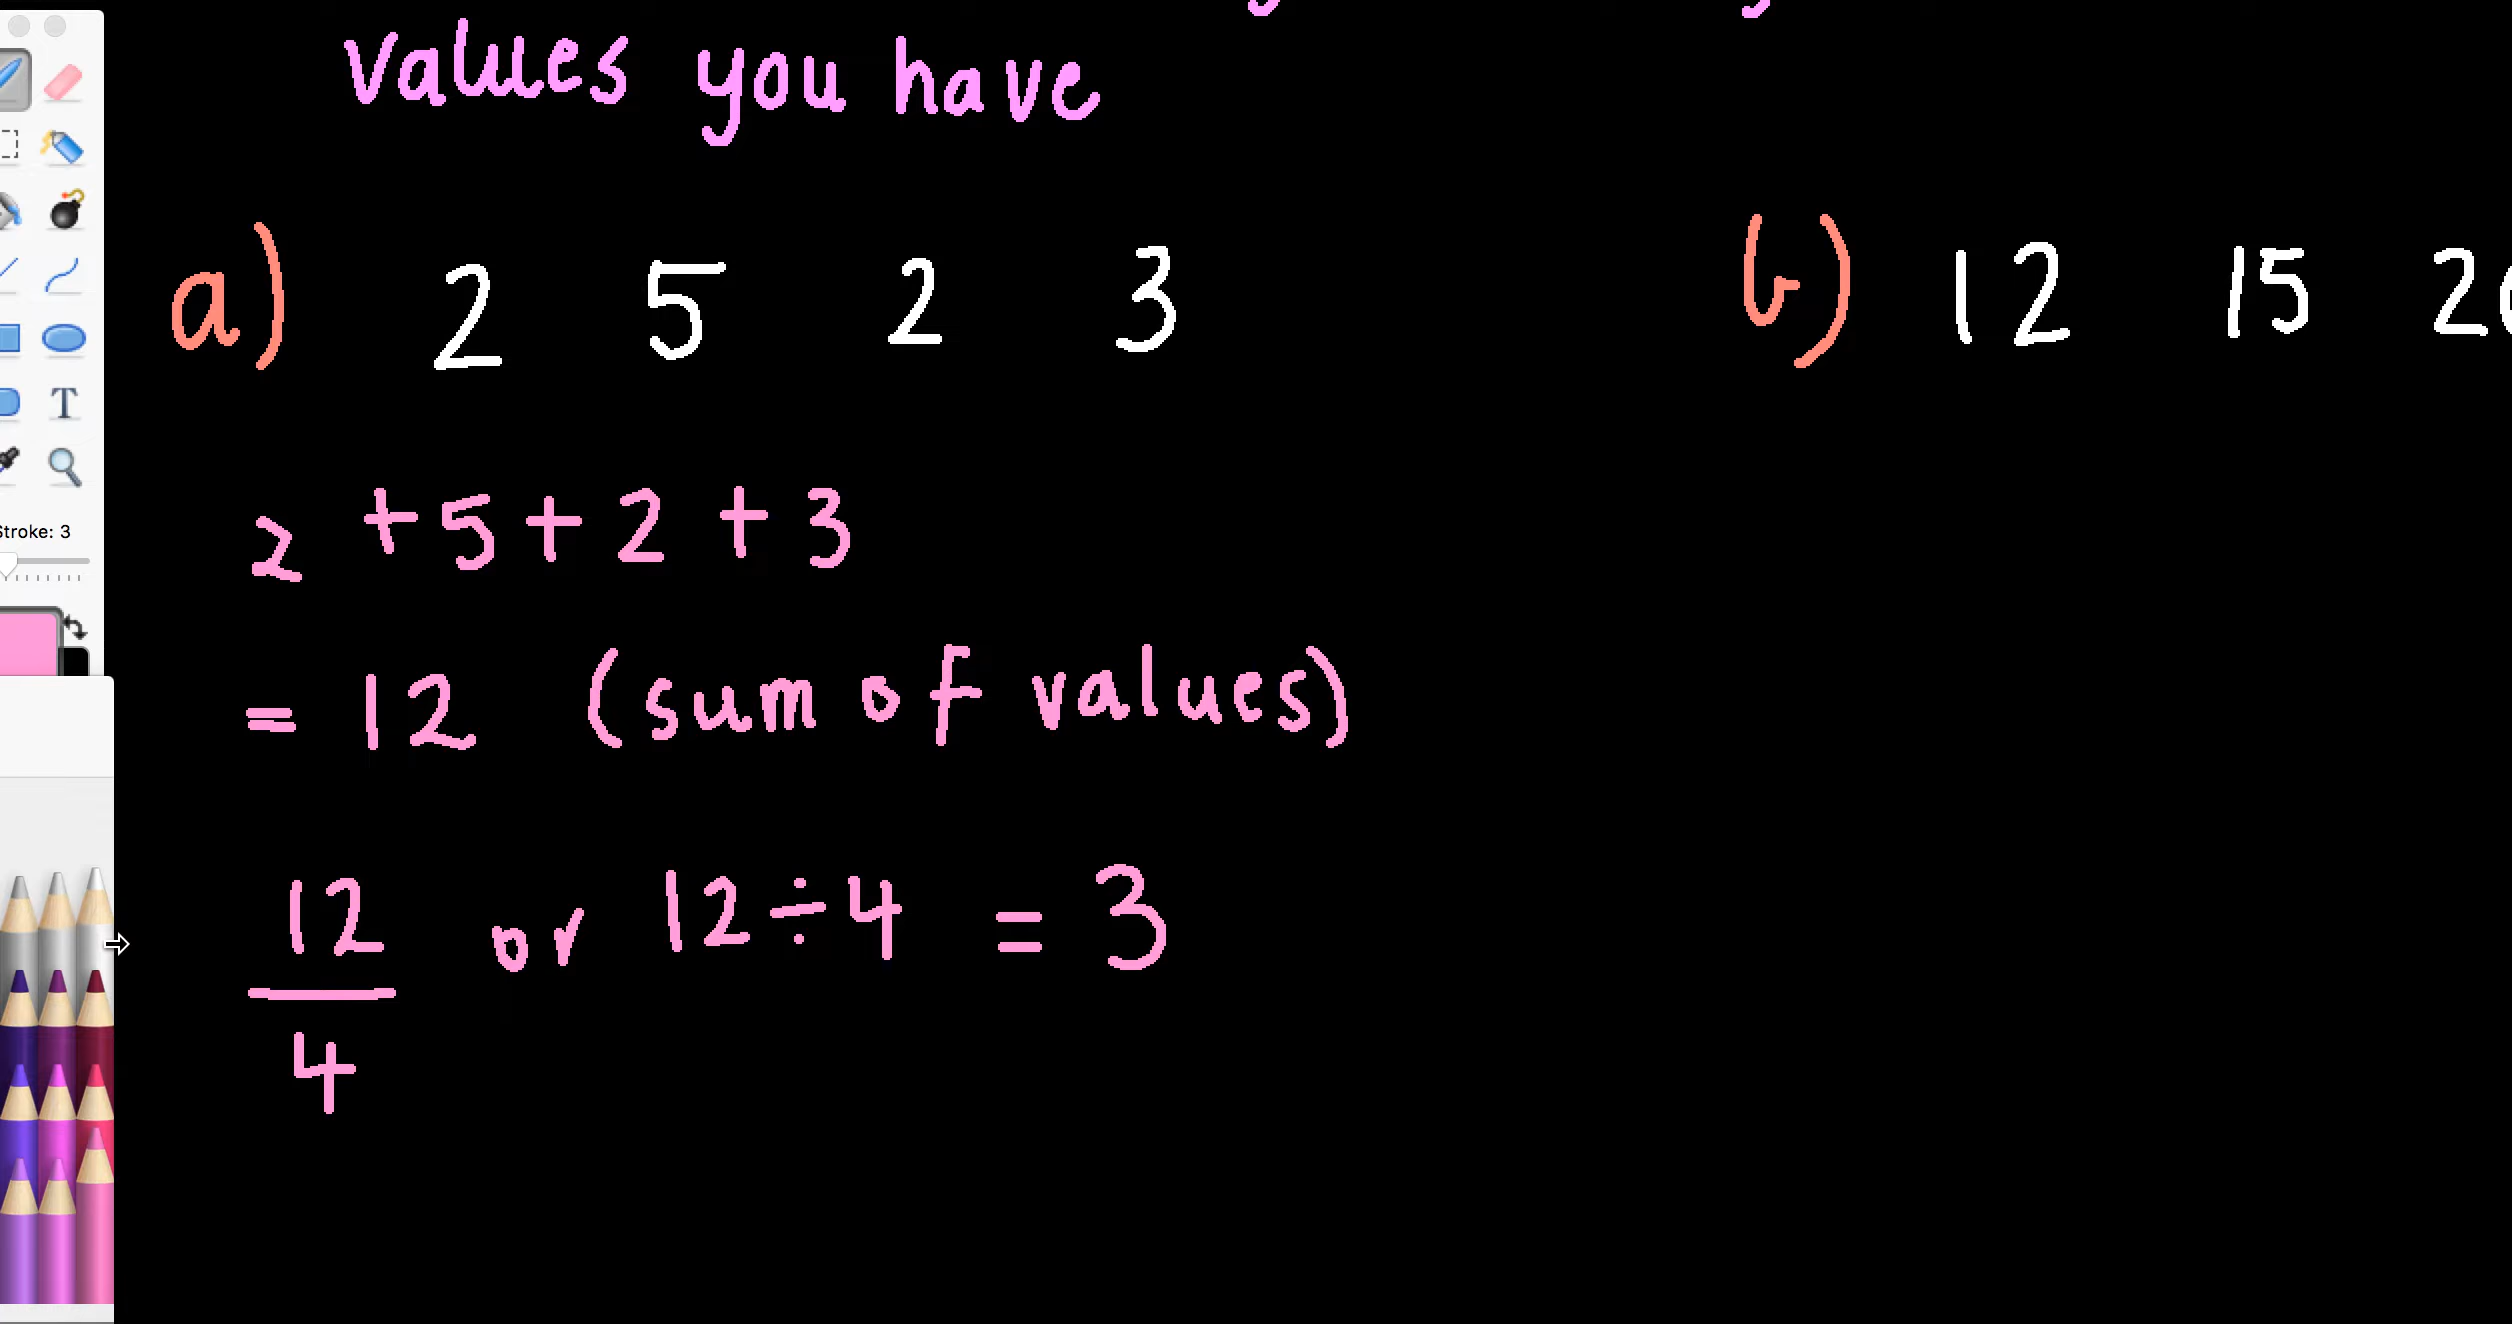 values you have
a) 2 5 2 3
b) 12 15
2 + 5 + 2 + 3
= 12 (sum of values)
12 or 12 ÷ 4 = 3
4
Stroke: 3
T